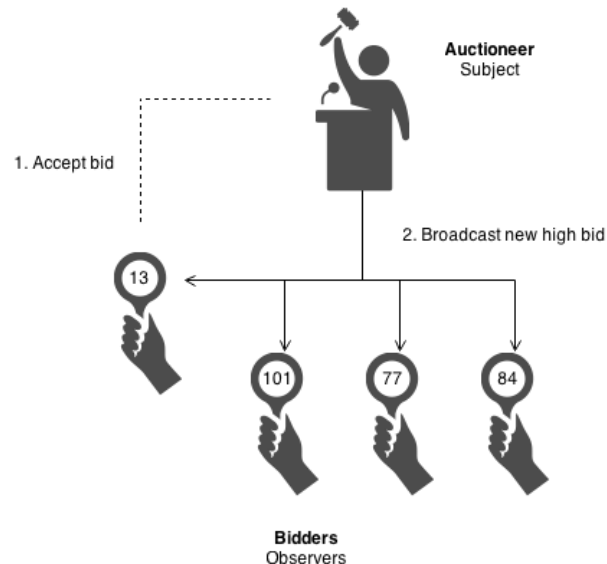 Auctioneer
Subject
1. Accept bid
2. Broadcast new high bid
13
101
77
84
Bidders
Observers